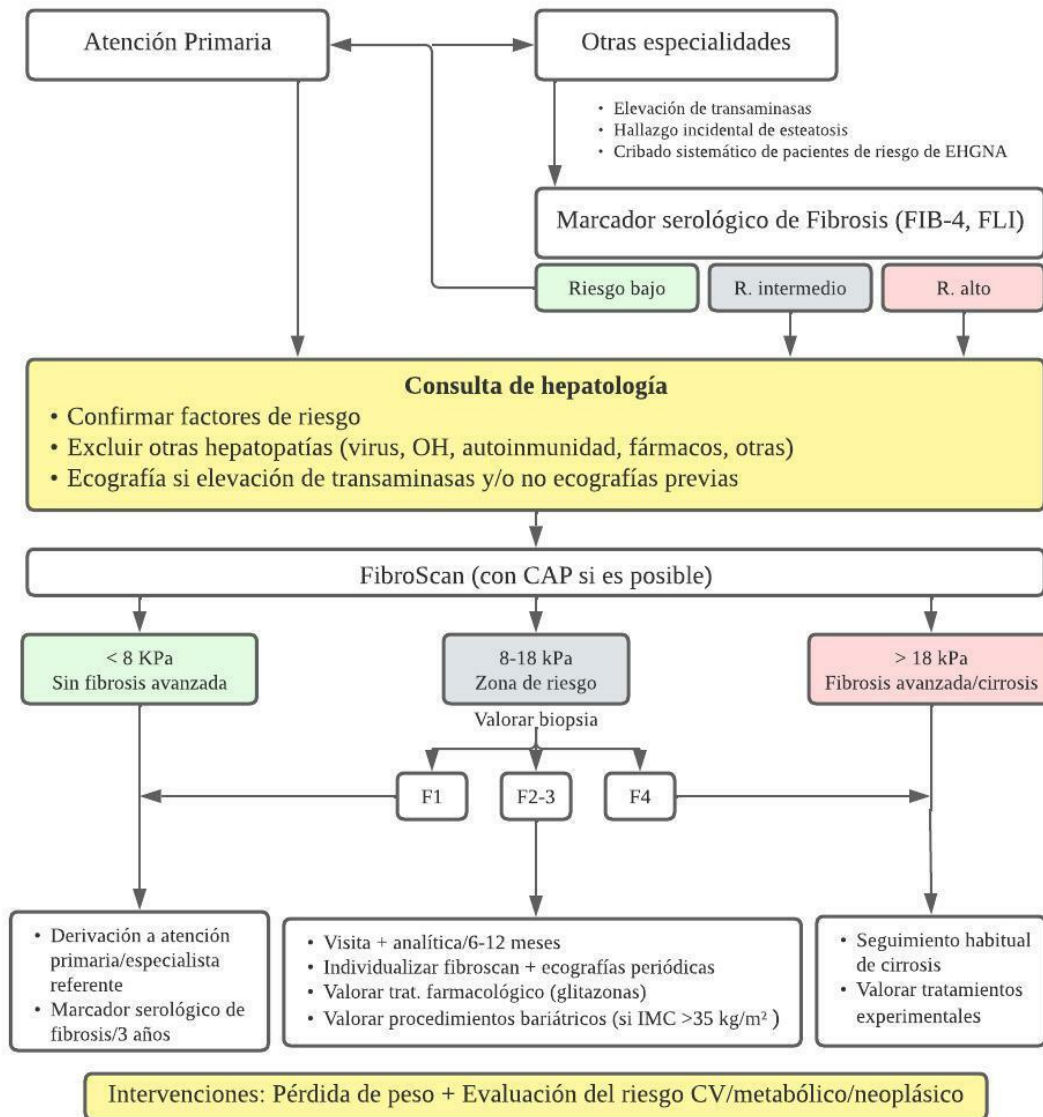 Atención Primaria
Otras especialidades
• Elevación de transaminasas
• Hallazgo incidental de esteatosis
• Cribado sistemático de pacientes de riesgo de EHGNA
Marcador serológico de Fibrosis (FIB-4, FLI)
Riesgo bajo
R. intermedio
R. alto
Consulta de hepatología
• Confirmar factores de riesgo
• Excluir otras hepatopatías (virus, OH, autoinmunidad, fármacos, otras)
• Ecografía si elevación de transaminasas y/o no ecografías previas
FibroScan (con CAP si es posible)
< 8 KPa
Sin fibrosis avanzada
8-18 kPa
Zona de riesgo
> 18 kPa
Fibrosis avanzada/cirrosis
Valorar biopsia
F1
F2-3
F4
• Derivación a atención
primaria/especialista
referente
• Marcador serológico de
fibrosis/3 años
• Visita + analítica/6-12 meses
• Individualizar fibroscan + ecografías periódicas
• Valorar trat. farmacológico (glitazonas)
• Valorar procedimientos bariátricos (si IMC >35 kg/m² )
• Seguimiento habitual
de cirrosis
• Valorar tratamientos
experimentales
Intervenciones: Pérdida de peso + Evaluación del riesgo CV/metabólico/neoplásico